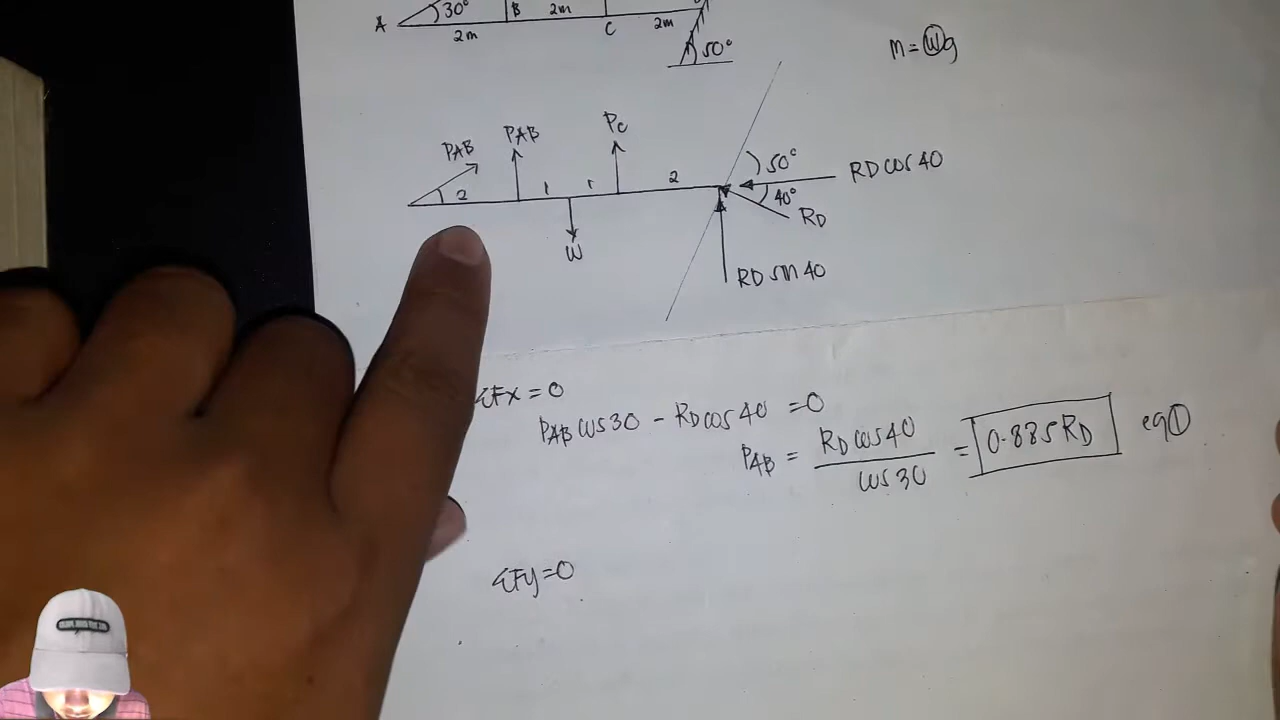 A 30° B 2m
2m C 2m
50°
m = Wg
PAB PAB Pc
2 1 1 2
W
50°
RD cos 40
40°
RD
RD sin 40
ΣFx = 0
PAB cos 30 - RD cos 40 = 0
PAB = RD cos 40 / cos 30 = 0.885 RD eq ①
ΣFy = 0